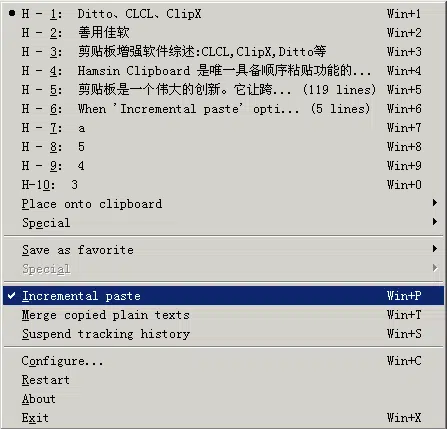 H - 1: Ditto、CLCL、ClipX Win+1
H - 2: 善用佳软 Win+2
H - 3: 剪贴板增强软件综述:CLCL,ClipX,Ditto等 Win+3
H - 4: Hamsin Clipboard 是唯一具备顺序粘贴功能的... Win+4
H - 5: 剪贴板是一个伟大的创新。它让跨... (119 lines) Win+5
H - 6: When 'Incremental paste' opti... (5 lines) Win+6
H - 7: a Win+7
H - 8: 5 Win+8
H - 9: 4 Win+9
H-10: 3 Win+0
Place onto clipboard
Special
Save as favorite
Special
Incremental paste Win+P
Merge copied plain texts Win+T
Suspend tracking history Win+S
Configure... Win+C
Restart
About
Exit Win+X